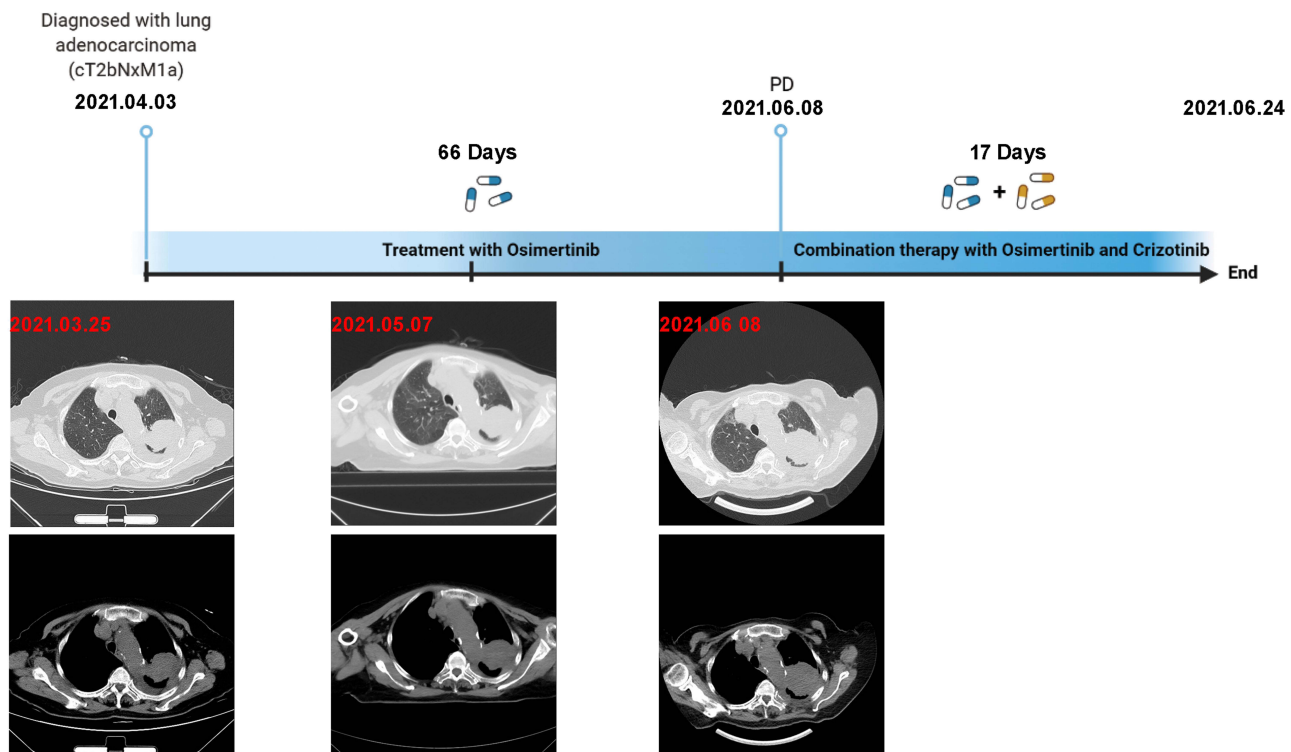 Diagnosed with lung
adenocarcinoma
(cT2bNxM1a)
2021.04.03
PD
2021.06.08
2021.06.24
66 Days
17 Days
+
Treatment with Osimertinib
Combination therapy with Osimertinib and Crizotinib
End
2021.03.25
2021.05.07
2021.06 08